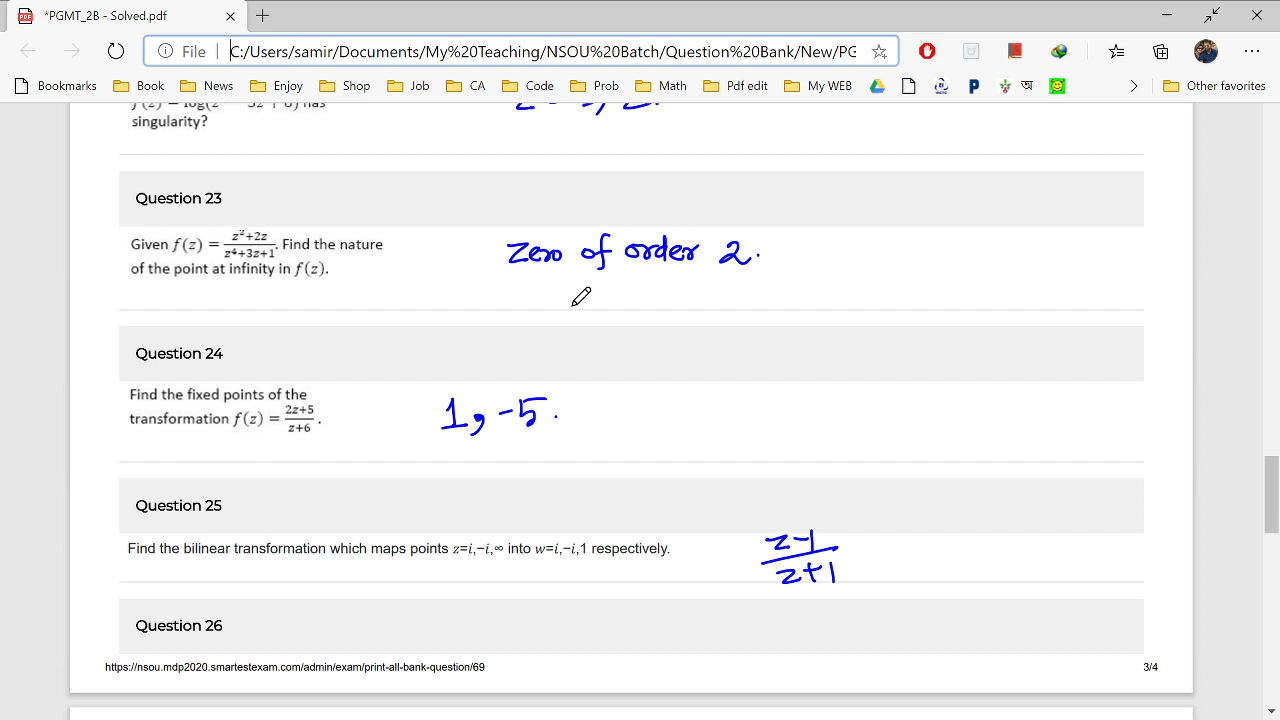 *PGMT_2B - Solved.pdf
File
C:/Users/samir/Documents/My%20Teaching/NSOU%20Batch/Question%20Bank/New/PG
Bookmarks Book News Enjoy Shop Job CA Code Prob Math Pdf edit My WEB অ Other favorites
singularity?
Question 23
Given f(z) = (z²+2z)/(z⁴+3z+1). Find the nature
of the point at infinity in f(z).
Zero of order 2.
Question 24
Find the fixed points of the
transformation f(z) = (2z+5)/(z+6).
1, -5.
Question 25
Find the bilinear transformation which maps points z=i,−i,∞ into w=i,−i,1 respectively.
z-1
z+1
Question 26
https://nsou.mdp2020.smartestexam.com/admin/exam/print-all-bank-question/69
3/4